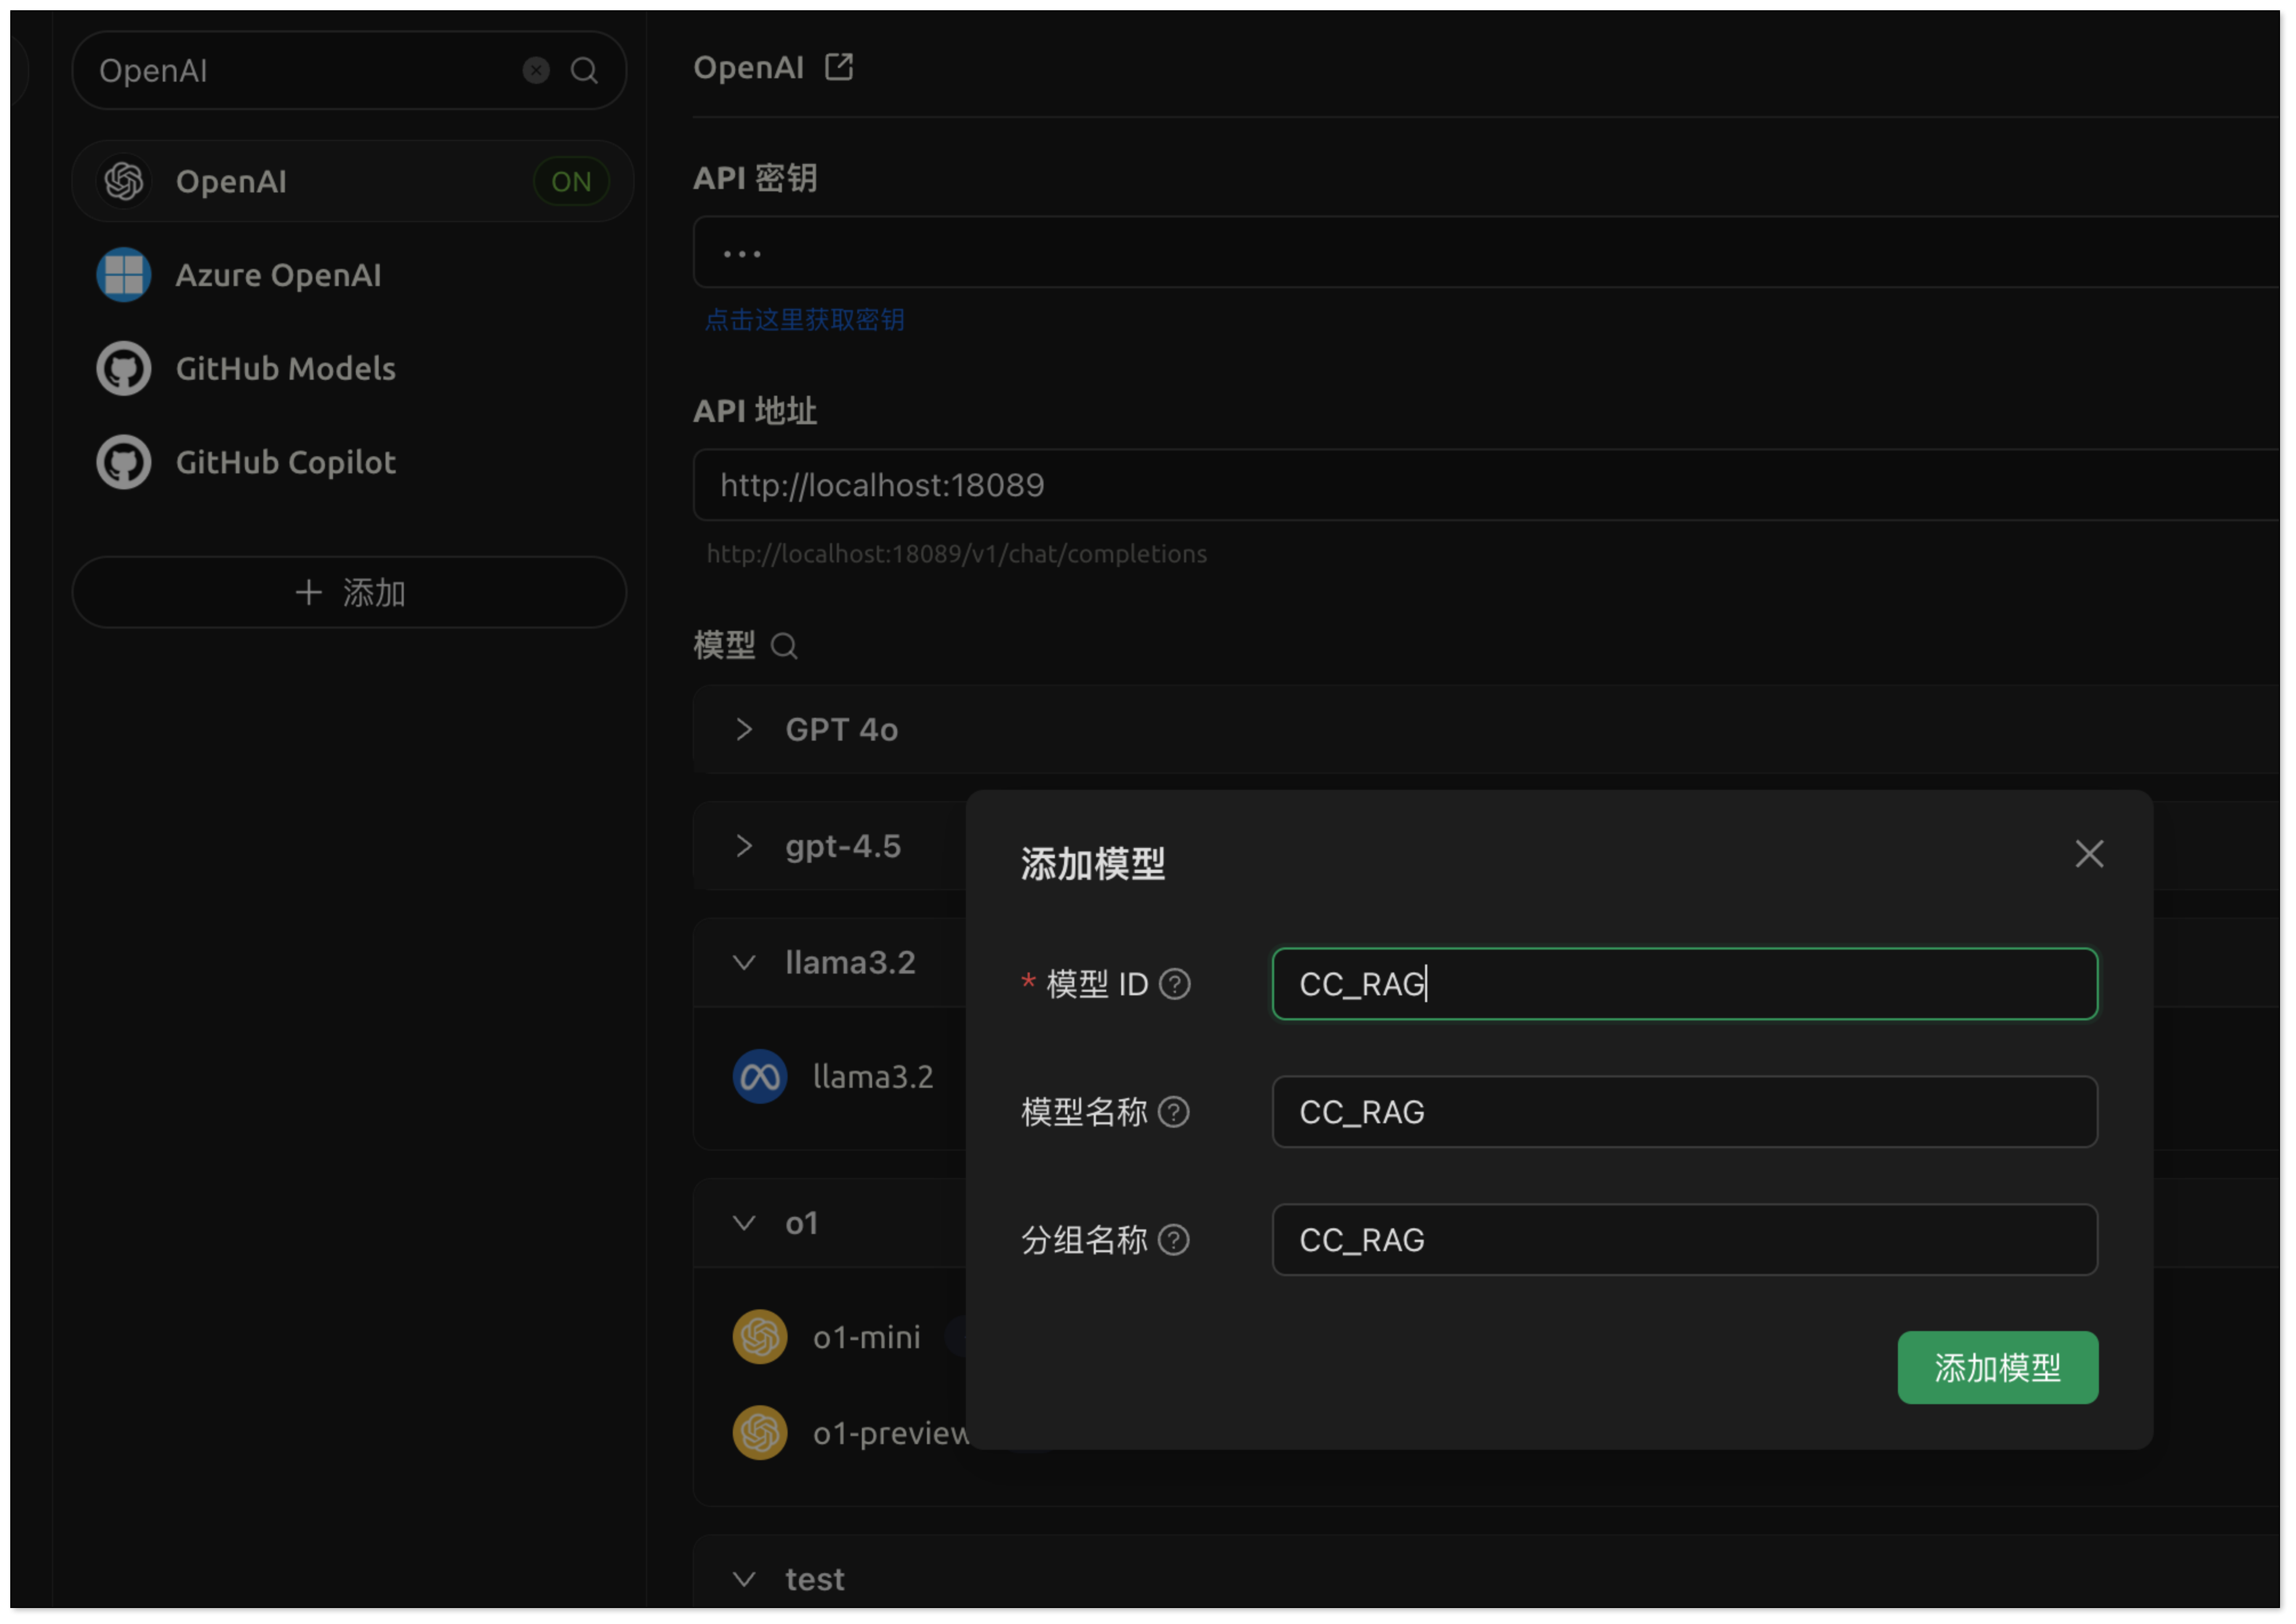 OpenAI
OpenAI
ON
Azure OpenAI
GitHub Models
GitHub Copilot
添加
OpenAI
API 密钥
点击这里获取密钥
API 地址
http://localhost:18089
http://localhost:18089/v1/chat/completions
模型
GPT 4o
gpt-4.5
llama3.2
llama3.2
o1
o1-mini
o1-preview
test
添加模型
* 模型 ID
CC_RAG
模型名称
CC_RAG
分组名称
CC_RAG
添加模型